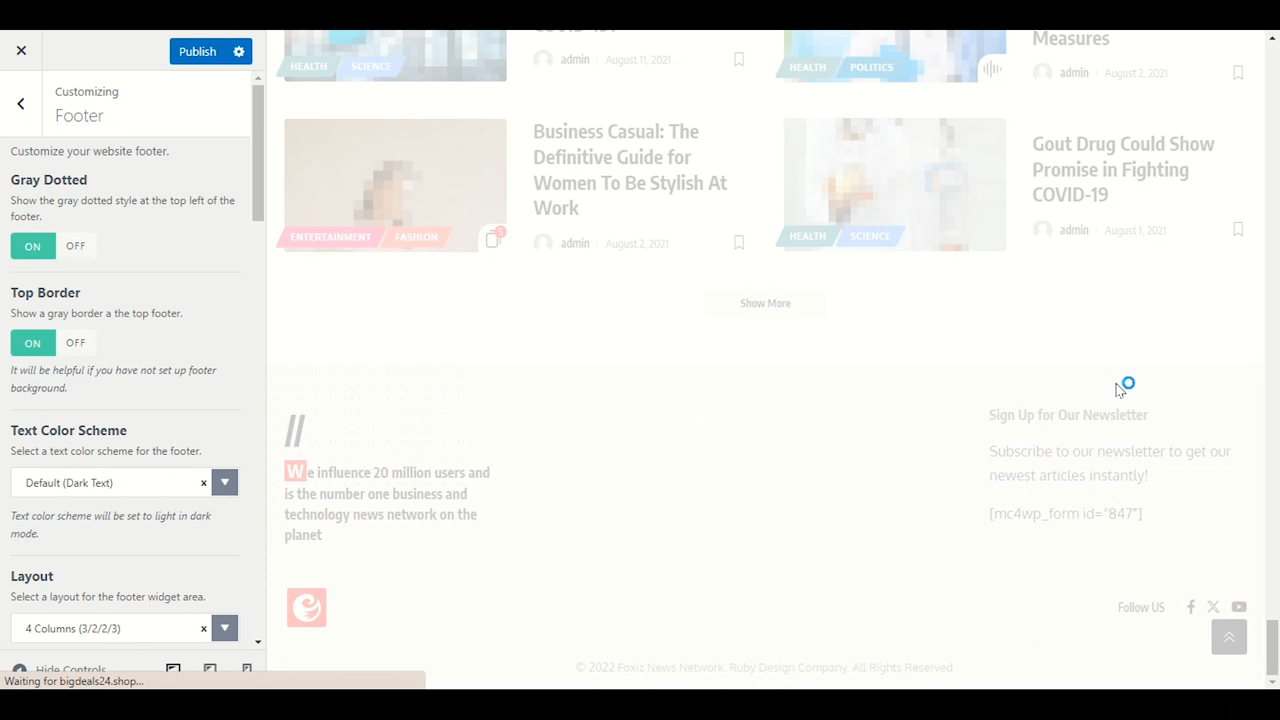 Publish
Customizing
Footer
Customize your website footer.
Gray Dotted
Show the gray dotted style at the top left of the
footer.
ON OFF
Top Border
Show a gray border a the top footer.
ON OFF
It will be helpful if you have not set up footer
background.
Text Color Scheme
Select a text color scheme for the footer.
Default (Dark Text) x
Text color scheme will be set to light in dark
mode.
Layout
Select a layout for the footer widget area.
4 Columns (3/2/2/3) x
Hide Controls
Waiting for bigdeals24.shop...
COVID-19?
HEALTH SCIENCE
admin August 11, 2021
Measures
HEALTH POLITICS
admin August 2, 2021
Business Casual: The
Definitive Guide for
Women To Be Stylish At
Work
ENTERTAINMENT FASHION
5
admin August 2, 2021
Gout Drug Could Show
Promise in Fighting
COVID-19
HEALTH SCIENCE
admin August 1, 2021
Show More
//
We influence 20 million users and
is the number one business and
technology news network on the
planet
Sign Up for Our Newsletter
Subscribe to our newsletter to get our
newest articles instantly!
[mc4wp_form id="847"]
Follow US
© 2022 Foxiz News Network. Ruby Design Company. All Rights Reserved.